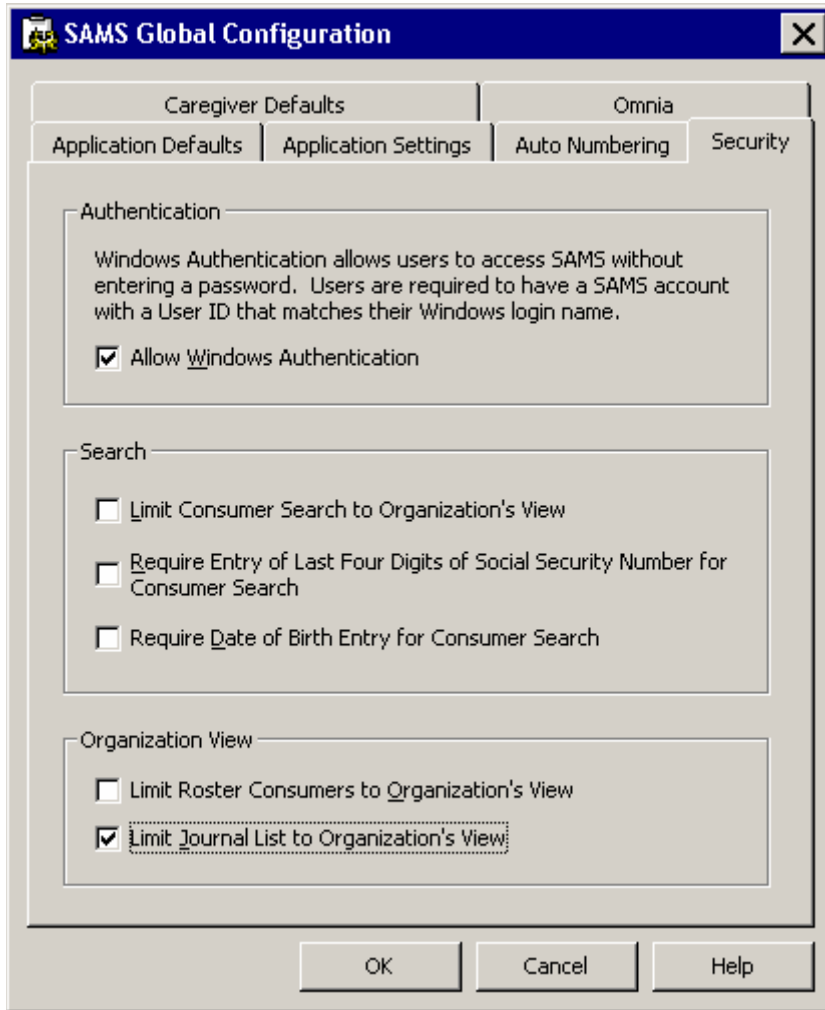 SAMS Global Configuration
Caregiver Defaults
Omnia
Application Defaults
Application Settings
Auto Numbering
Security
Authentication
Windows Authentication allows users to access SAMS without
entering a password.  Users are required to have a SAMS account
with a User ID that matches their Windows login name.
Allow Windows Authentication
Search
Limit Consumer Search to Organization's View
Require Entry of Last Four Digits of Social Security Number for
Consumer Search
Require Date of Birth Entry for Consumer Search
Organization View
Limit Roster Consumers to Organization's View
Limit Journal List to Organization's View
OK
Cancel
Help